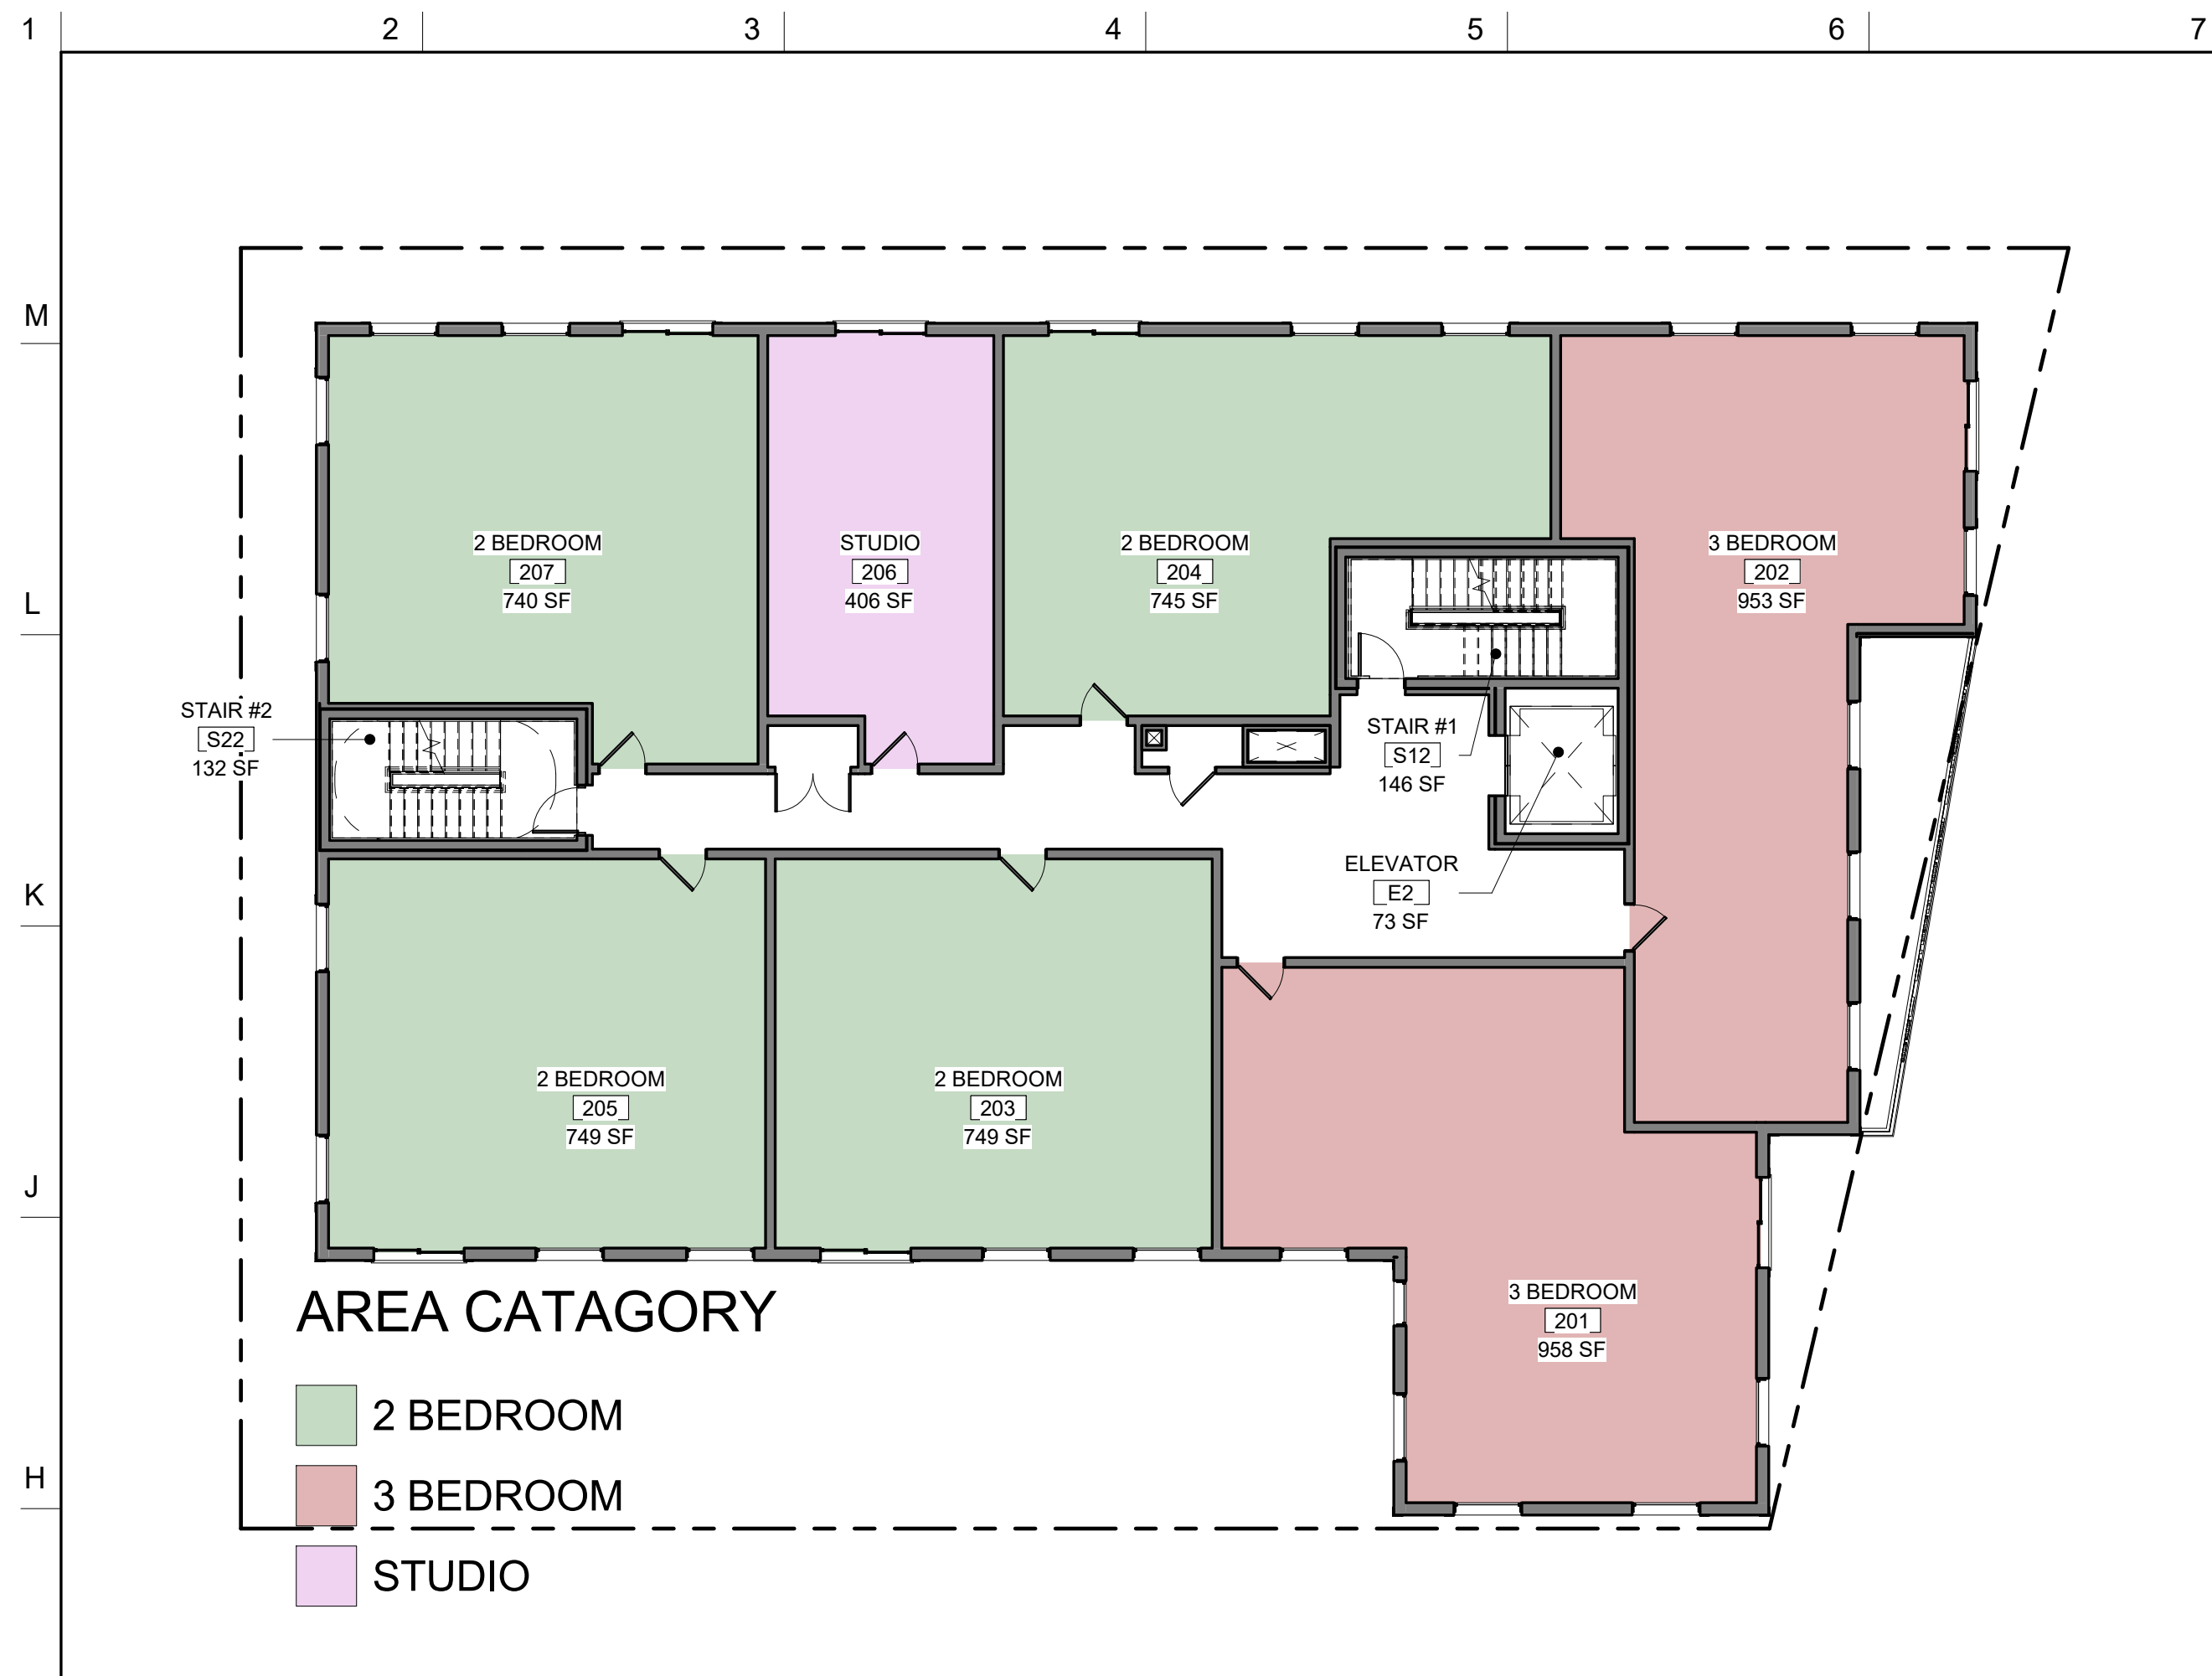 1 2 3 4 5 6 7
M
L
K
J
H
2 BEDROOM
207
740 SF
STUDIO
206
406 SF
2 BEDROOM
204
745 SF
3 BEDROOM
202
953 SF
STAIR #2
S22
132 SF
STAIR #1
S12
146 SF
ELEVATOR
E2
73 SF
2 BEDROOM
205
749 SF
2 BEDROOM
203
749 SF
3 BEDROOM
201
958 SF
AREA CATAGORY
2 BEDROOM
3 BEDROOM
STUDIO